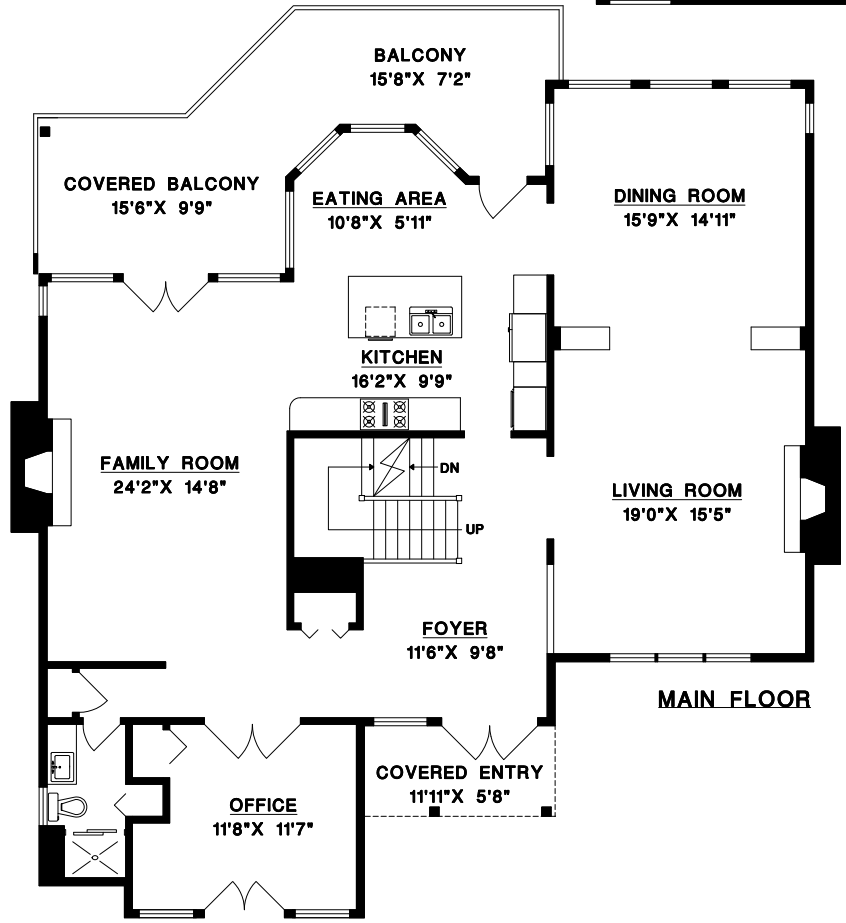 BALCONY
15'8"X 7'2"
COVERED BALCONY
15'6"X 9'9"
EATING AREA
10'8"X 5'11"
DINING ROOM
15'9"X 14'11"
KITCHEN
16'2"X 9'9"
FAMILY ROOM
24'2"X 14'8"
DN
UP
LIVING ROOM
19'0"X 15'5"
FOYER
11'6"X 9'8"
MAIN FLOOR
COVERED ENTRY
11'11"X 5'8"
OFFICE
11'8"X 11'7"